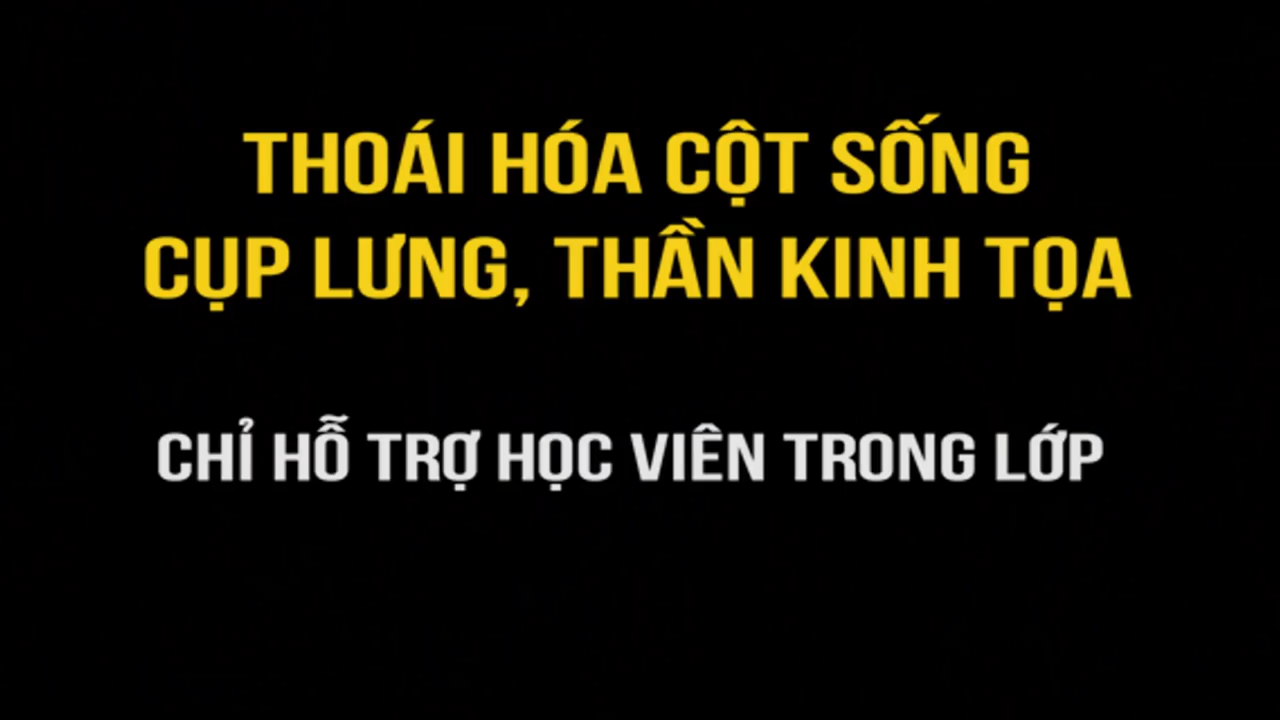 THOÁI HÓA CỘT SỐNG
CỤP LƯNG, THẦN KINH TỌA
CHỈ HỖ TRỢ HỌC VIÊN TRONG LỚP